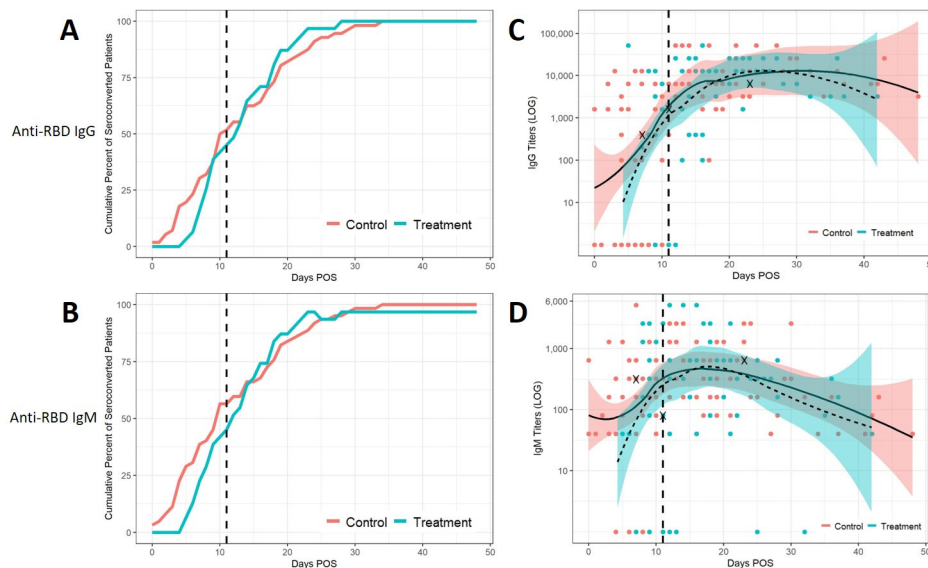 A
Anti-RBD IgG
Cumulative Percent of Seroconverted Patients
100
75
50
25
0
Control Treatment
0 10 20 30 40 50
Days POS
C
IgG Titers (LOG)
100,000
10,000
1,000
100
10
X X X
Control Treatment
0 10 20 30 40 50
Days POS
B
Anti-RBD IgM
Cumulative Percent of Seroconverted Patients
100
75
50
25
0
Control Treatment
0 10 20 30 40 50
Days POS
D
IgM Titers (LOG)
6,000
1,000
100
10
X X X
Control Treatment
0 10 20 30 40 50
Days POS